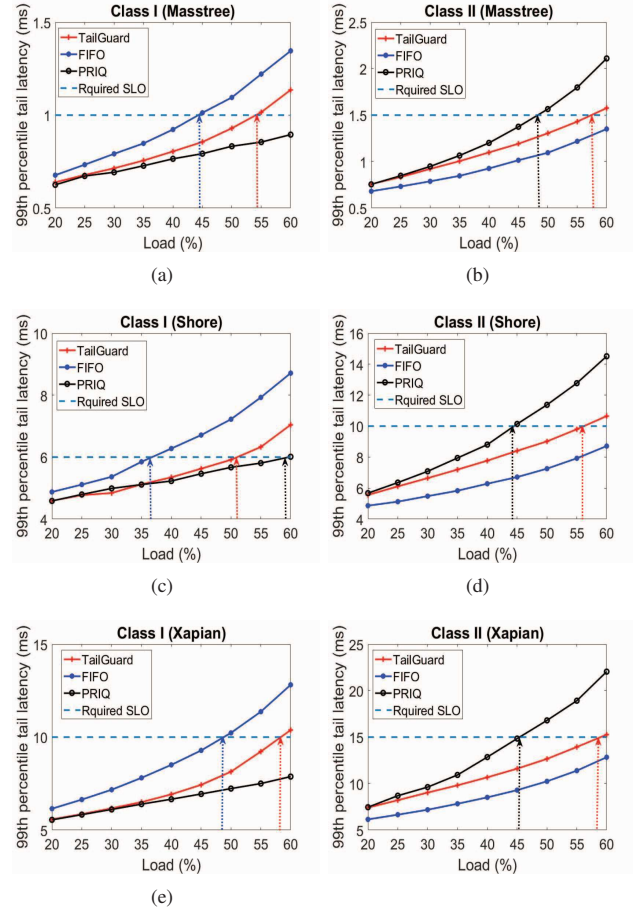 Class I (Masstree)
99th percentile tail latency (ms)
1.5
1
0.5
TailGuard
FIFO
PRIQ
Rquired SLO
20 25 30 35 40 45 50 55 60
Load (%)
(a)
Class II (Masstree)
99th percentile tail latency (ms)
2.5
2
1.5
1
0.5
TailGuard
FIFO
PRIQ
Rquired SLO
20 25 30 35 40 45 50 55 60
Load (%)
(b)
Class I (Shore)
99th percentile tail latency (ms)
10
8
6
4
TailGuard
FIFO
PRIQ
Rquired SLO
20 25 30 35 40 45 50 55 60
Load (%)
(c)
Class II (Shore)
99th percentile tail latency (ms)
16
14
12
10
8
6
4
TailGuard
FIFO
PRIQ
Rquired SLO
20 25 30 35 40 45 50 55 60
Load (%)
(d)
Class I (Xapian)
99th percentile tail latency (ms)
15
10
5
TailGuard
FIFO
PRIQ
Rquired SLO
20 25 30 35 40 45 50 55 60
Load (%)
(e)
Class II (Xapian)
99th percentile tail latency (ms)
25
20
15
10
5
TailGuard
FIFO
PRIQ
Rquired SLO
20 25 30 35 40 45 50 55 60
Load (%)